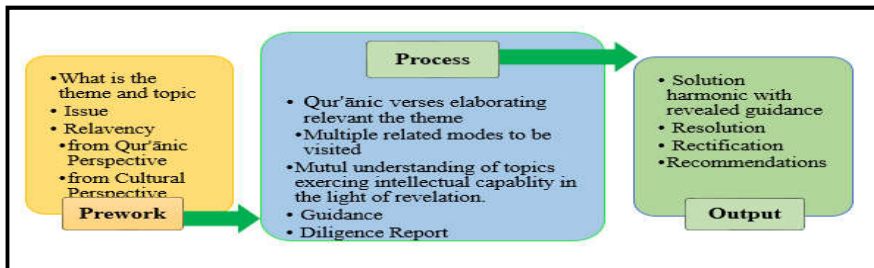 •What is the
theme and topic
• Issue
• Relavency
•from Qur'ānic
Perspective
•from Cultural
Perspective
Prework
Process
• Qur'ānic verses elaborating
relevant the theme
•Multiple related modes to be
visited
•Mutul understanding of topics
exercing intellectual capablity in
the light of revelation.
• Guidance
• Diligence Report
• Solution
harmonic with
revealed guidance
• Resolution
• Rectification
•Recommendations
Output